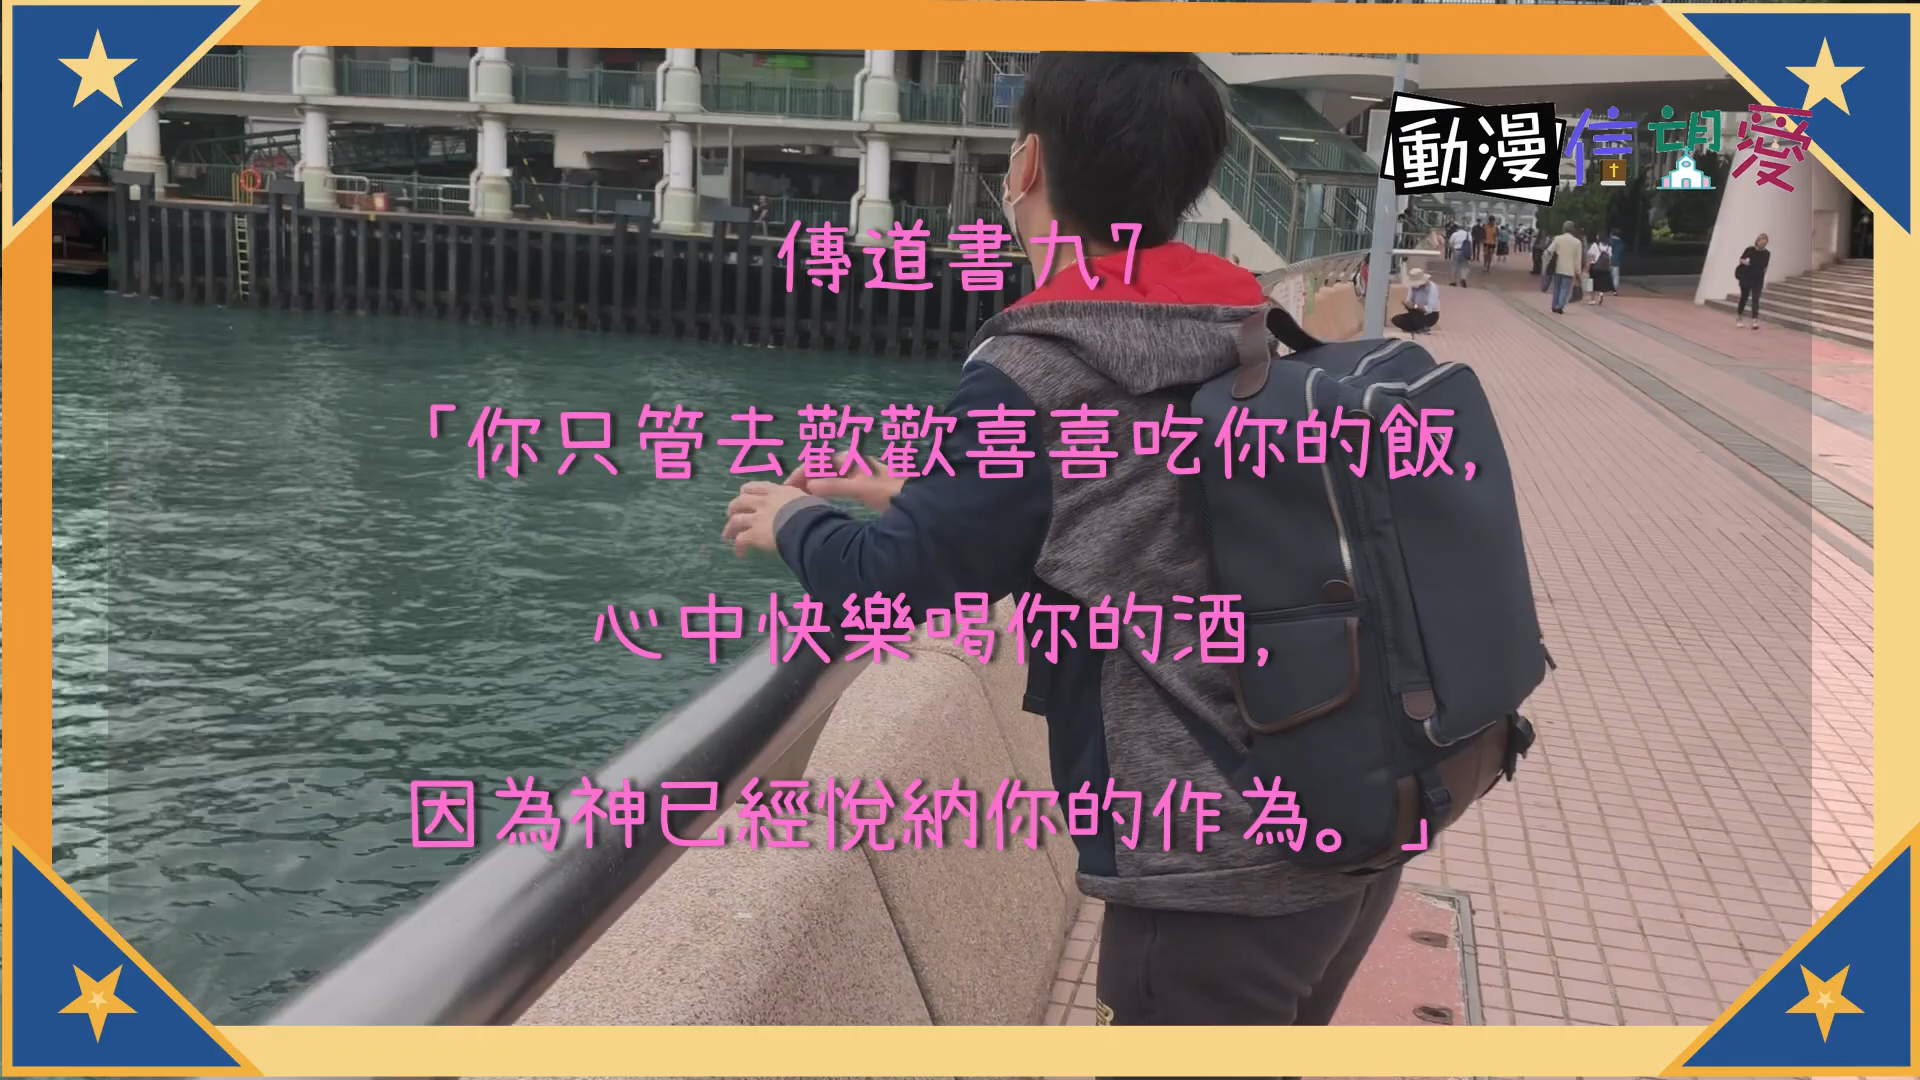 動漫信望愛
傳道書九7
「你只管去歡歡喜喜吃你的飯,
心中快樂喝你的酒,
因為神已經悅納你的作為。」